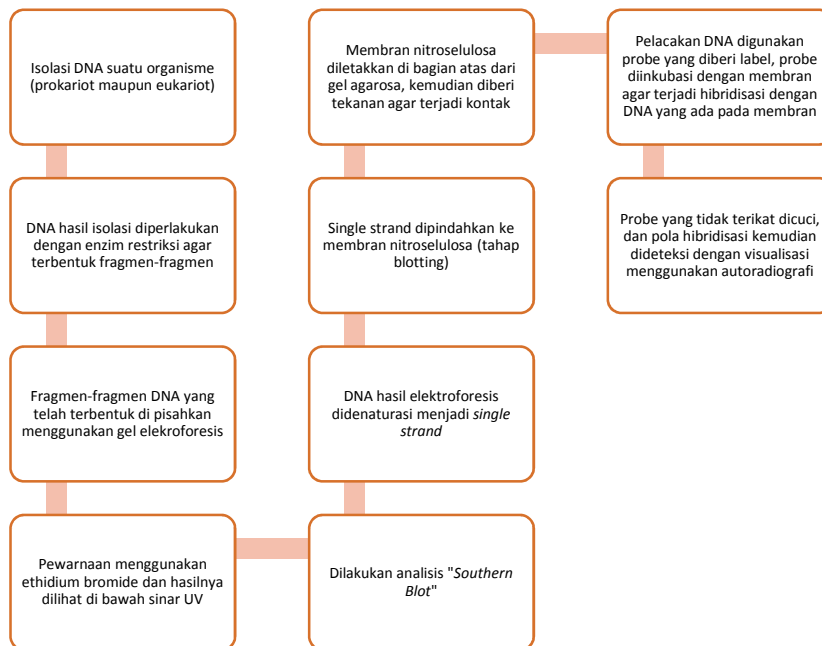 Isolasi DNA suatu organisme
(prokariot maupun eukariot)
DNA hasil isolasi diperlakukan
dengan enzim restriksi agar
terbentuk fragmen-fragmen
Fragmen-fragmen DNA yang
telah terbentuk di pisahkan
menggunakan gel elekroforesis
Pewarnaan menggunakan
ethidium bromide dan hasilnya
dilihat di bawah sinar UV
Dilakukan analisis "Southern
Blot"
DNA hasil elektroforesis
didenaturasi menjadi single
strand
Single strand dipindahkan ke
membran nitroselulosa (tahap
blotting)
Membran nitroselulosa
diletakkan di bagian atas dari
gel agarosa, kemudian diberi
tekanan agar terjadi kontak
Pelacakan DNA digunakan
probe yang diberi label, probe
diinkubasi dengan membran
agar terjadi hibridisasi dengan
DNA yang ada pada membran
Probe yang tidak terikat dicuci,
dan pola hibridisasi kemudian
dideteksi dengan visualisasi
menggunakan autoradiografi